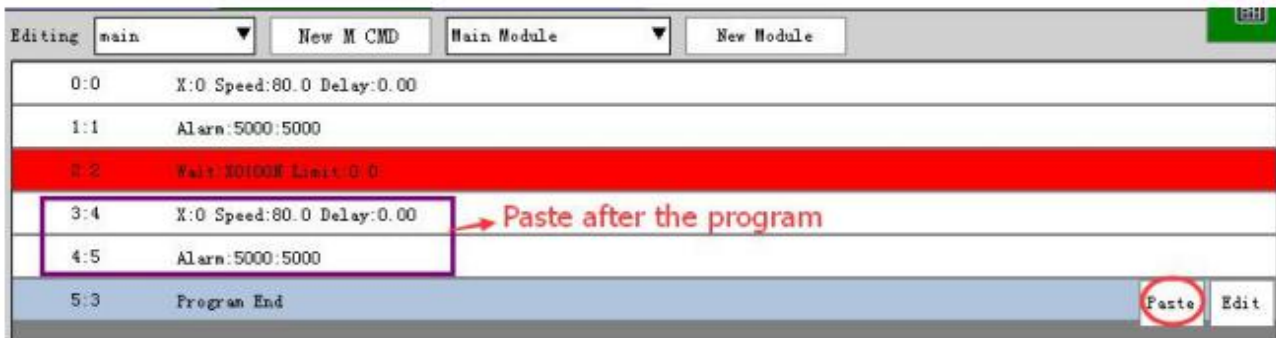 Editing main ▼ New M CMD Main Module ▼ New Module
0:0 X:0 Speed:80.0 Delay:0.00
1:1 Alarm:5000:5000
2:2 Wait:X0100N Limit:0.0
3:4 X:0 Speed:80.0 Delay:0.00
Paste after the program
4:5 Alarm:5000:5000
5:3 Program End Paste Edit